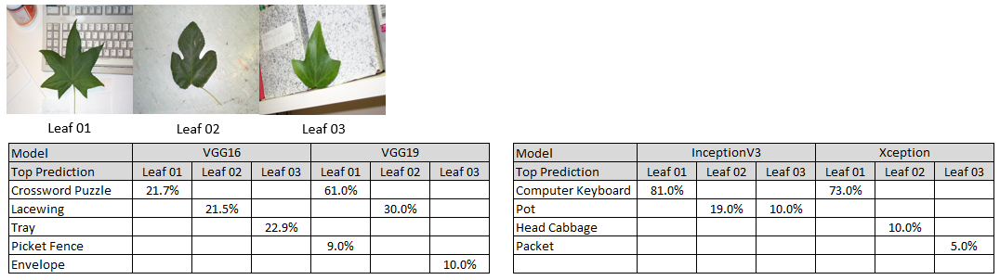 Leaf 01 Leaf 02 Leaf 03
Model VGG16 VGG19
Top Prediction Leaf 01 Leaf 02 Leaf 03 Leaf 01 Leaf 02 Leaf 03
Crossword Puzzle 21.7% 61.0%
Lacewing 21.5% 30.0%
Tray 22.9%
Picket Fence 9.0%
Envelope 10.0%
Model InceptionV3 Xception
Top Prediction Leaf 01 Leaf 02 Leaf 03 Leaf 01 Leaf 02 Leaf 03
Computer Keyboard 81.0% 73.0%
Pot 19.0% 10.0%
Head Cabbage 10.0%
Packet 5.0%